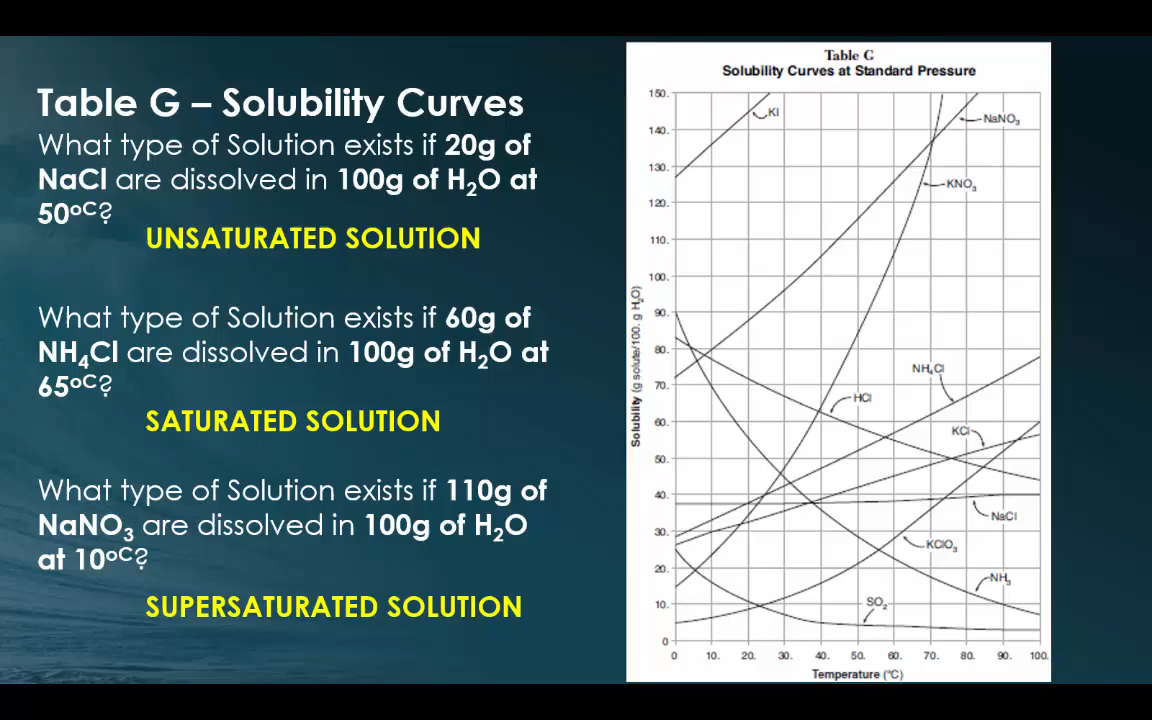 Table G – Solubility Curves
What type of Solution exists if 20g of
NaCl are dissolved in 100g of H₂O at
50ᵒC?
UNSATURATED SOLUTION
What type of Solution exists if 60g of
NH₄Cl are dissolved in 100g of H₂O at
65ᵒC?
SATURATED SOLUTION
What type of Solution exists if 110g of
NaNO₃ are dissolved in 100g of H₂O
at 10ᵒC?
SUPERSATURATED SOLUTION
Table G
Solubility Curves at Standard Pressure
Solubility (g solute/100. g H₂O)
150.
140.
130.
120.
110.
100.
90.
80.
70.
60.
50.
40.
30.
20.
10.
0
KI
NaNO₃
KNO₃
NH₄Cl
HCl
KCl
NaCl
KClO₃
NH₃
SO₂
0 10. 20. 30. 40. 50. 60. 70. 80. 90. 100.
Temperature (°C)